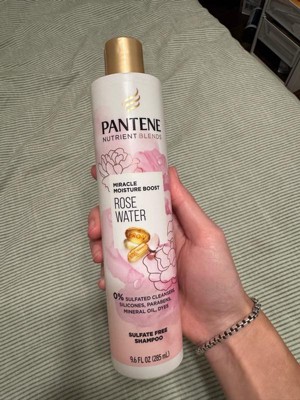 PANTENE
NUTRIENT BLENDS
MIRACLE
MOISTURE BOOST
ROSE
WATER
0% SULFATED CLEANSERS,
SILICONES, PARABENS,
MINERAL OIL, DYES
SULFATE FREE
SHAMPOO
9.6 FL OZ (285 mL)